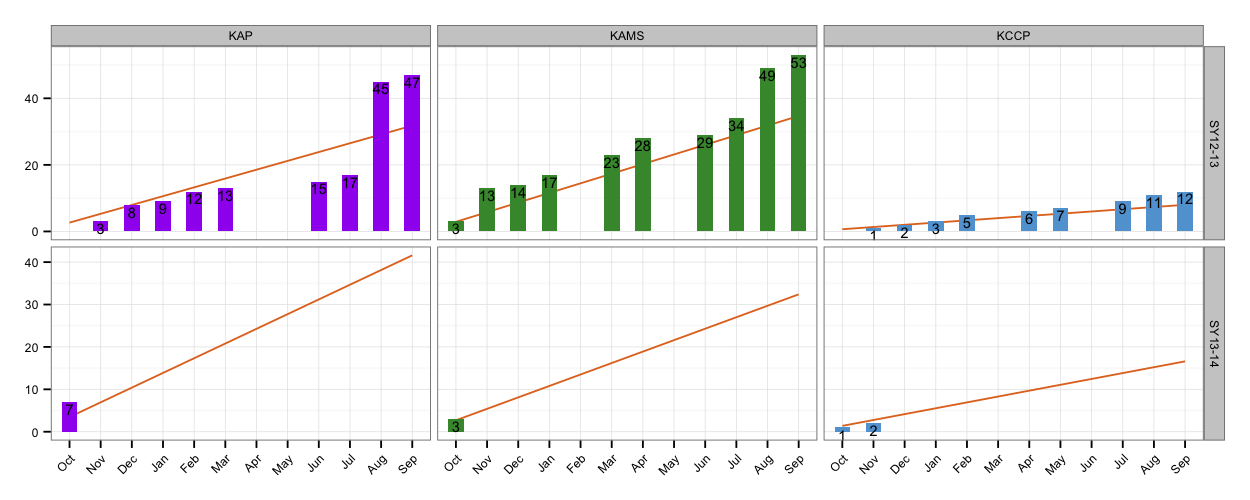 KAP KAMS KCCP
40 45 47 49 53
20 3 8 9 12 13 15 17 3 13 14 17 23 28 29 34 1 2 3 5 6 7 9 11 12
0
SY12-13
40
30
20
10
0 7 3 1 2
SY13-14
Oct Nov Dec Jan Feb Mar Apr May Jun Jul Aug Sep Oct Nov Dec Jan Feb Mar Apr May Jun Jul Aug Sep Oct Nov Dec Jan Feb Mar Apr May Jun Jul Aug Sep